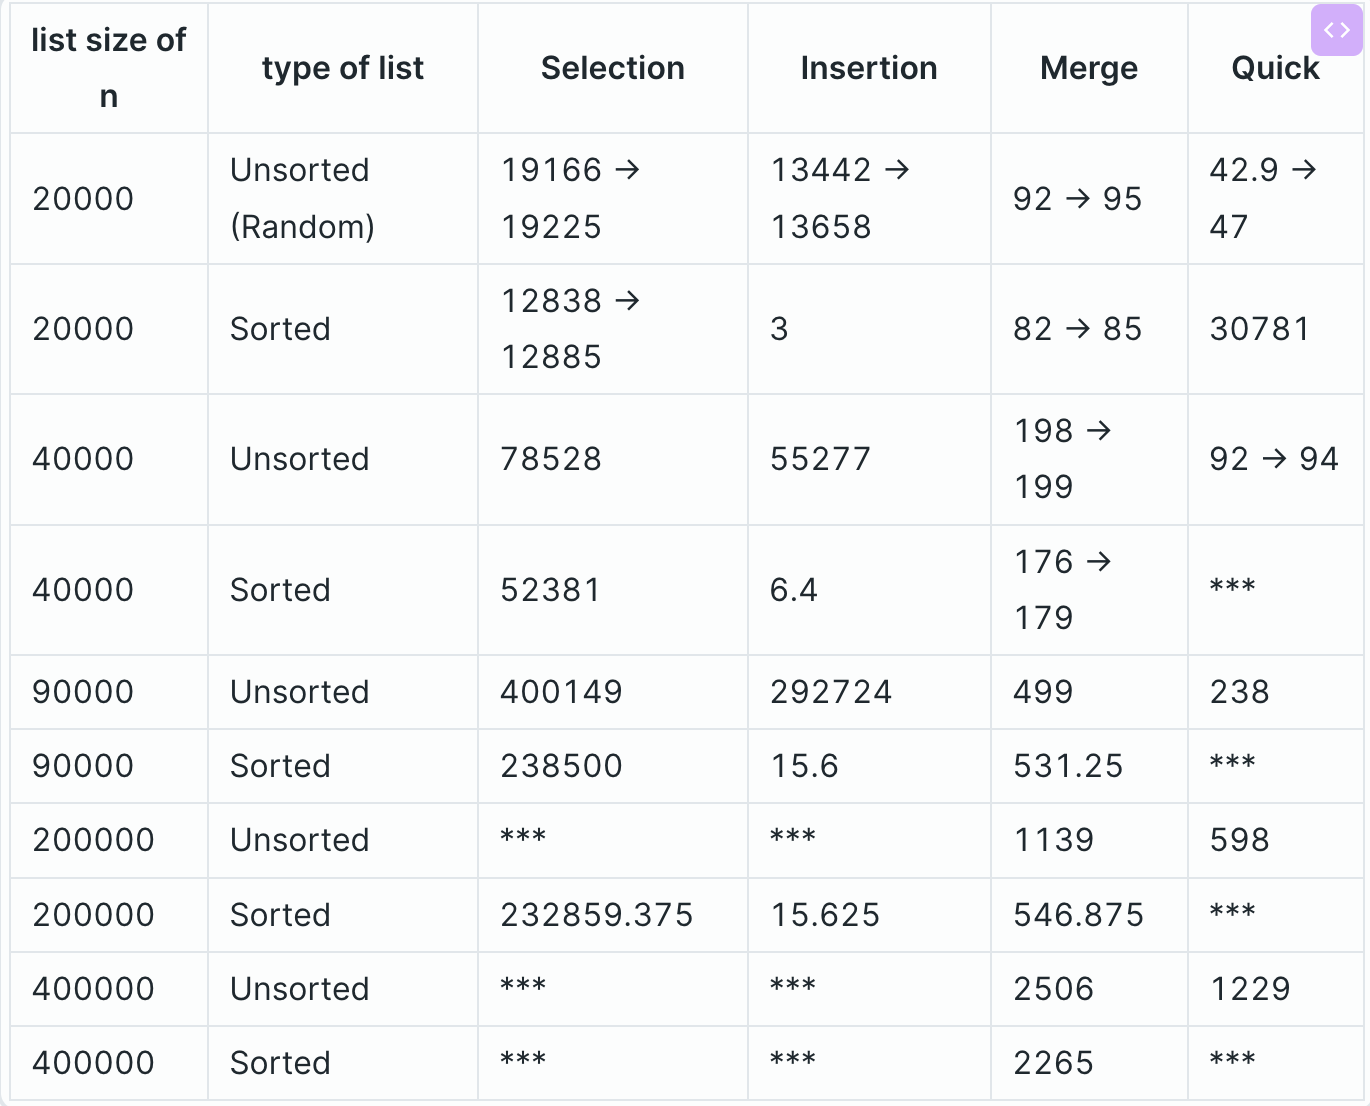 list size of n | type of list | Selection | Insertion | Merge | Quick
20000 | Unsorted (Random) | 19166 → 19225 | 13442 → 13658 | 92 → 95 | 42.9 → 47
20000 | Sorted | 12838 → 12885 | 3 | 82 → 85 | 30781
40000 | Unsorted | 78528 | 55277 | 198 → 199 | 92 → 94
40000 | Sorted | 52381 | 6.4 | 176 → 179 | ***
90000 | Unsorted | 400149 | 292724 | 499 | 238
90000 | Sorted | 238500 | 15.6 | 531.25 | ***
200000 | Unsorted | *** | *** | 1139 | 598
200000 | Sorted | 232859.375 | 15.625 | 546.875 | ***
400000 | Unsorted | *** | *** | 2506 | 1229
400000 | Sorted | *** | *** | 2265 | ***